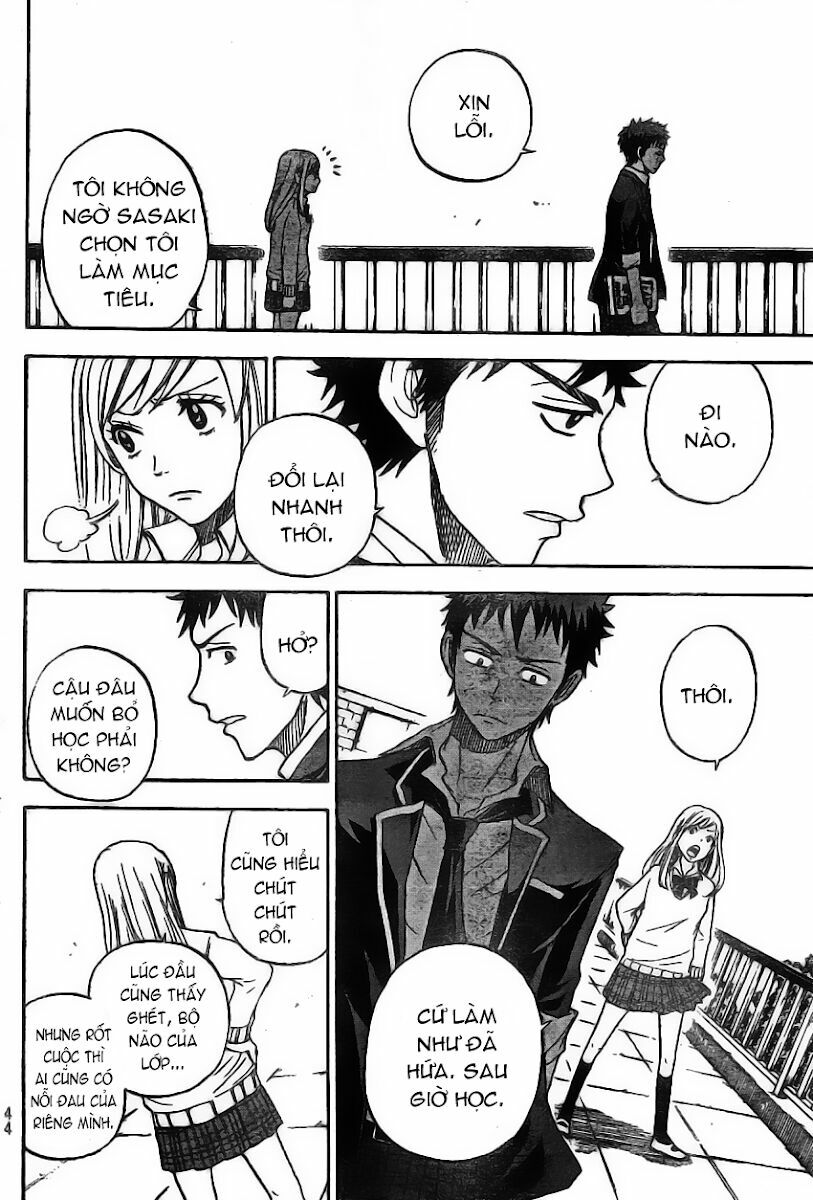 XIN
LỖI.
TÔI KHÔNG
NGỜ SASAKI
CHỌN TÔI
LÀM MỤC
TIÊU.
ĐI
NÀO.
ĐỔI LẠI
NHANH
THÔI.
THÔI.
CỨ LÀM
NHƯ ĐÃ
HỨA. SAU
GIỜ HỌC.
HỞ?
CẬU ĐÂU
MUỐN BỎ
HỌC PHẢI
KHÔNG?
TÔI
CŨNG HIỂU
CHÚT
CHÚT
RỒI.
LÚC ĐẦU
CŨNG THẤY
GHÉT, BỘ
NÃO CỦA
LỚP...
NHƯNG RỐT
CUỘC THÌ
AI CŨNG CÓ
NỖI ĐAU CỦA
RIÊNG MÌNH.
44